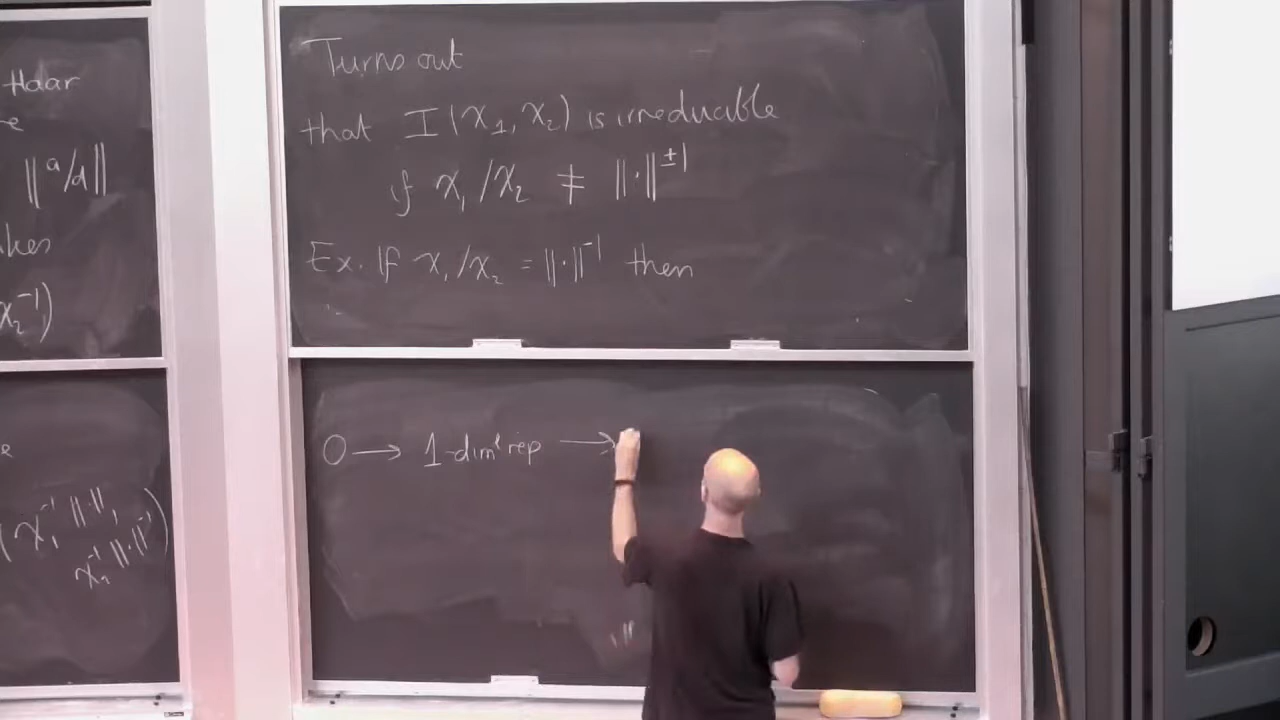 Haar
‖a/d‖
χ₂⁻¹)
(χ₁⁻¹‖·‖,
χ₂⁻¹‖·‖⁻¹)
Turns out
that I(χ₁, χ₂) is irreducible
if χ₁/χ₂ ≠ ‖·‖^±1
Ex. If χ₁/χ₂ = ‖·‖⁻¹ then
0 → 1-dim'l rep →